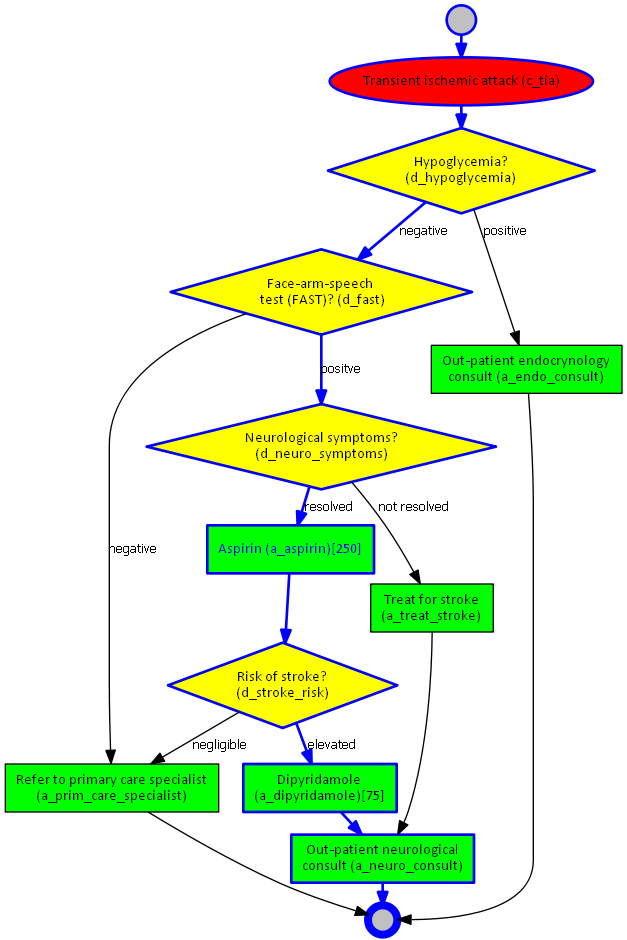 Transient ischemic attack (c_tia)
Hypoglycemia?
(d_hypoglycemia)
negative
positive
Face-arm-speech
test (FAST)? (d_fast)
positve
Out-patient endocrynology
consult (a_endo_consult)
Neurological symptoms?
(d_neuro_symptoms)
resolved
not resolved
negative
Aspirin (a_aspirin)[250]
Treat for stroke
(a_treat_stroke)
Risk of stroke?
(d_stroke_risk)
negligible
elevated
Refer to primary care specialist
(a_prim_care_specialist)
Dipyridamole
(a_dipyridamole)[75]
Out-patient neurological
consult (a_neuro_consult)